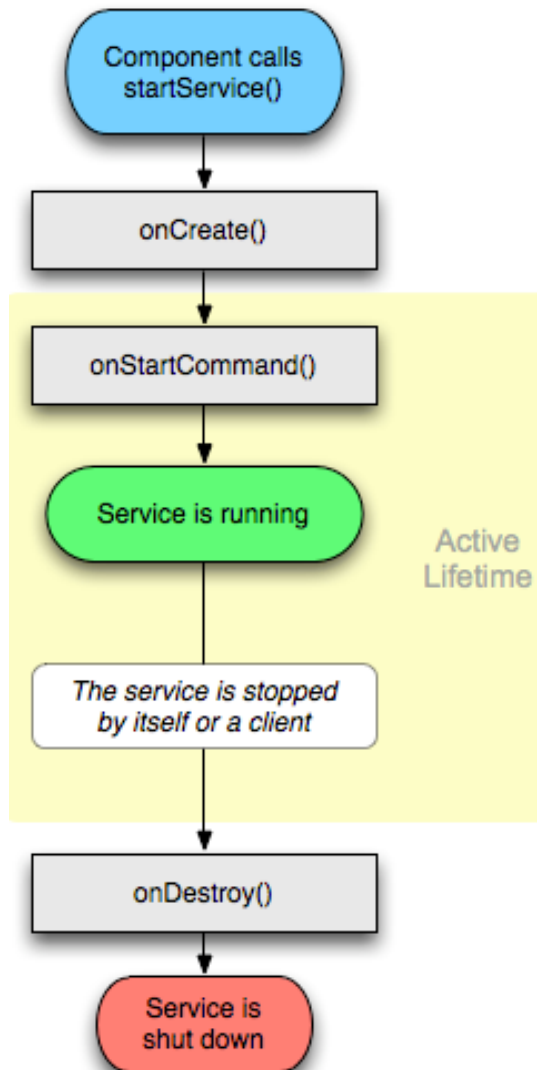 Component calls
startService()
onCreate()
onStartCommand()
Service is running
Active
Lifetime
The service is stopped
by itself or a client
onDestroy()
Service is
shut down